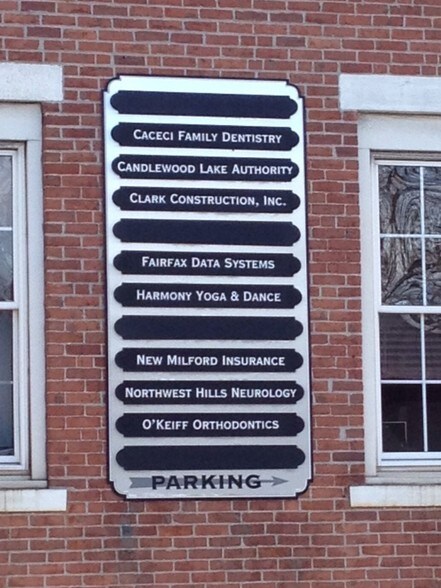 Caceci Family Dentistry
Candlewood Lake Authority
Clark Construction, Inc.
Fairfax Data Systems
Harmony Yoga & Dance
New Milford Insurance
Northwest Hills Neurology
O'Keiff Orthodontics
PARKING